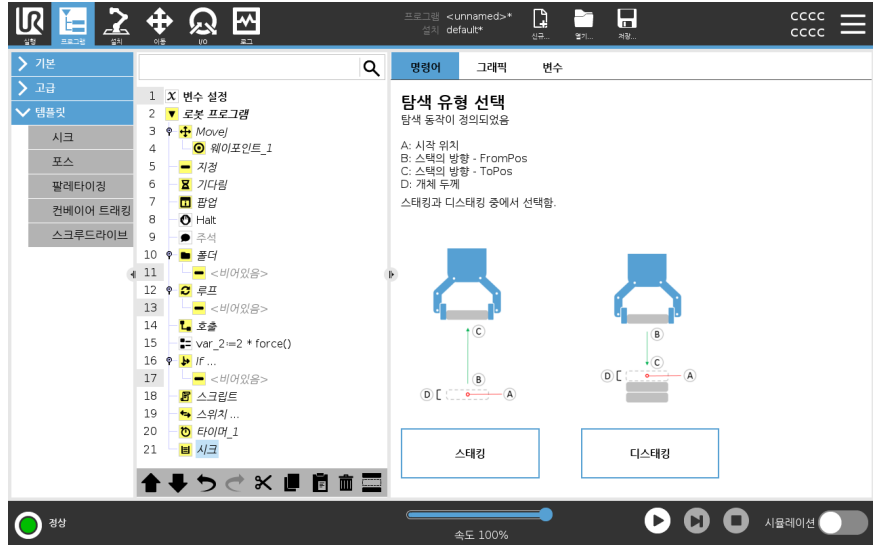 UR
실행
프로그램
설치
이동
I/O
로그
프로그램 <unnamed>*
설치 default*
신규...
열기...
저장...
cccc
cccc
기본
고급
템플릿
시크
포스
팔레타이징
컨베이어 트래킹
스크루드라이브
1 X 변수 설정
2 로봇 프로그램
3 MoveJ
4 웨이포인트_1
5 지정
6 기다림
7 팝업
8 Halt
9 주석
10 폴더
11 <비어있음>
12 루프
13 <비어있음>
14 호출
15 var_2≔2 * force()
16 If ...
17 <비어있음>
18 스크립트
19 스위치 ...
20 타이머_1
21 시크
명령어
그래픽
변수
탐색 유형 선택
탐색 동작이 정의되었음
A: 시작 위치
B: 스택의 방향 - FromPos
C: 스택의 방향 - ToPos
D: 개체 두께
스태킹과 디스태킹 중에서 선택함.
C
B
D
A
B
C
D
A
스태킹
디스태킹
정상
속도 100%
시뮬레이션